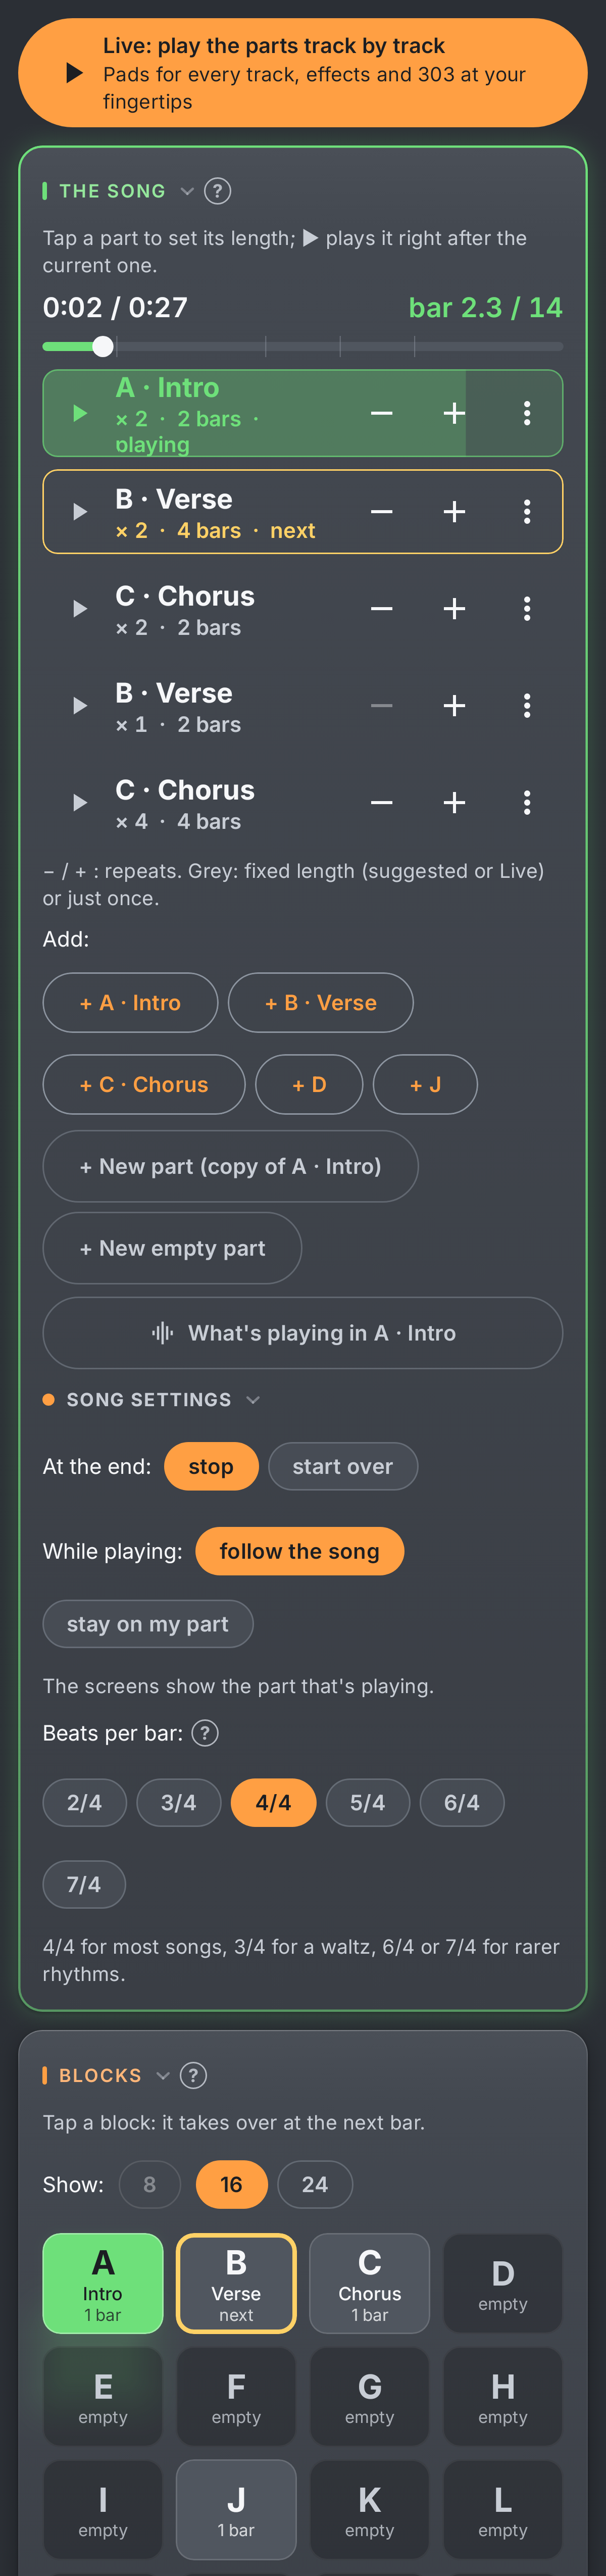 Live: play the parts track by track
Pads for every track, effects and 303 at your
fingertips
THE SONG ?
Tap a part to set its length; ▶ plays it right after the
current one.
0:02 / 0:27 bar 2.3 / 14
A · Intro
× 2 · 2 bars ·
playing
B · Verse
× 2 · 4 bars · next
C · Chorus
× 2 · 2 bars
B · Verse
× 1 · 2 bars
C · Chorus
× 4 · 4 bars
− / + : repeats. Grey: fixed length (suggested or Live)
or just once.
Add:
+ A · Intro + B · Verse
+ C · Chorus + D + J
+ New part (copy of A · Intro)
+ New empty part
What's playing in A · Intro
SONG SETTINGS
At the end: stop start over
While playing: follow the song
stay on my part
The screens show the part that's playing.
Beats per bar: ?
2/4 3/4 4/4 5/4 6/4
7/4
4/4 for most songs, 3/4 for a waltz, 6/4 or 7/4 for rarer
rhythms.
BLOCKS ?
Tap a block: it takes over at the next bar.
Show: 8 16 24
A B C D
Intro Verse Chorus empty
1 bar next 1 bar
E F G H
empty empty empty empty
I J K L
empty 1 bar empty empty